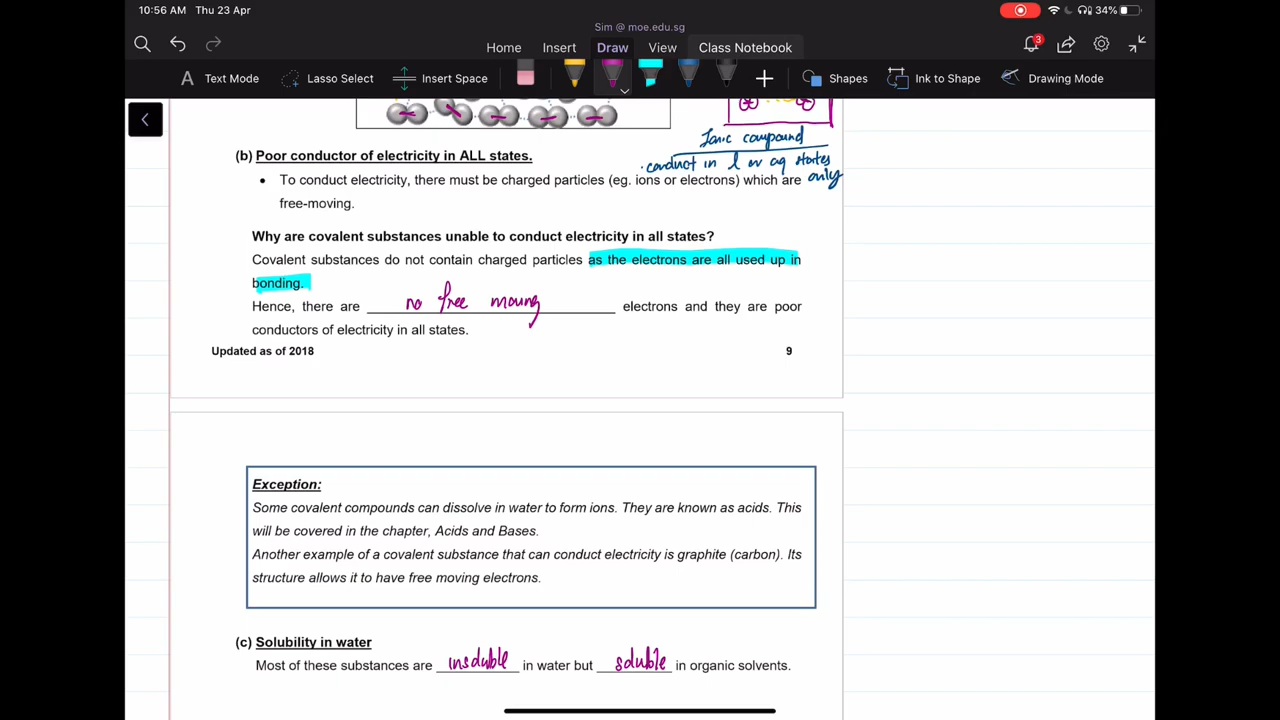 10:56 AM Thu 23 Apr
34%
Sim @ moe.edu.sg
Home Insert Draw View Class Notebook
3
A Text Mode Lasso Select Insert Space Shapes Ink to Shape Drawing Mode
Ionic compound
(b) Poor conductor of electricity in ALL states.
. conduct in l or aq states
only
• To conduct electricity, there must be charged particles (eg. ions or electrons) which are
free-moving.
Why are covalent substances unable to conduct electricity in all states?
Covalent substances do not contain charged particles as the electrons are all used up in
bonding.
Hence, there are no free moving electrons and they are poor
conductors of electricity in all states.
Updated as of 2018 9
Exception:
Some covalent compounds can dissolve in water to form ions. They are known as acids. This
will be covered in the chapter, Acids and Bases.
Another example of a covalent substance that can conduct electricity is graphite (carbon). Its
structure allows it to have free moving electrons.
(c) Solubility in water
Most of these substances are insoluble in water but soluble in organic solvents.